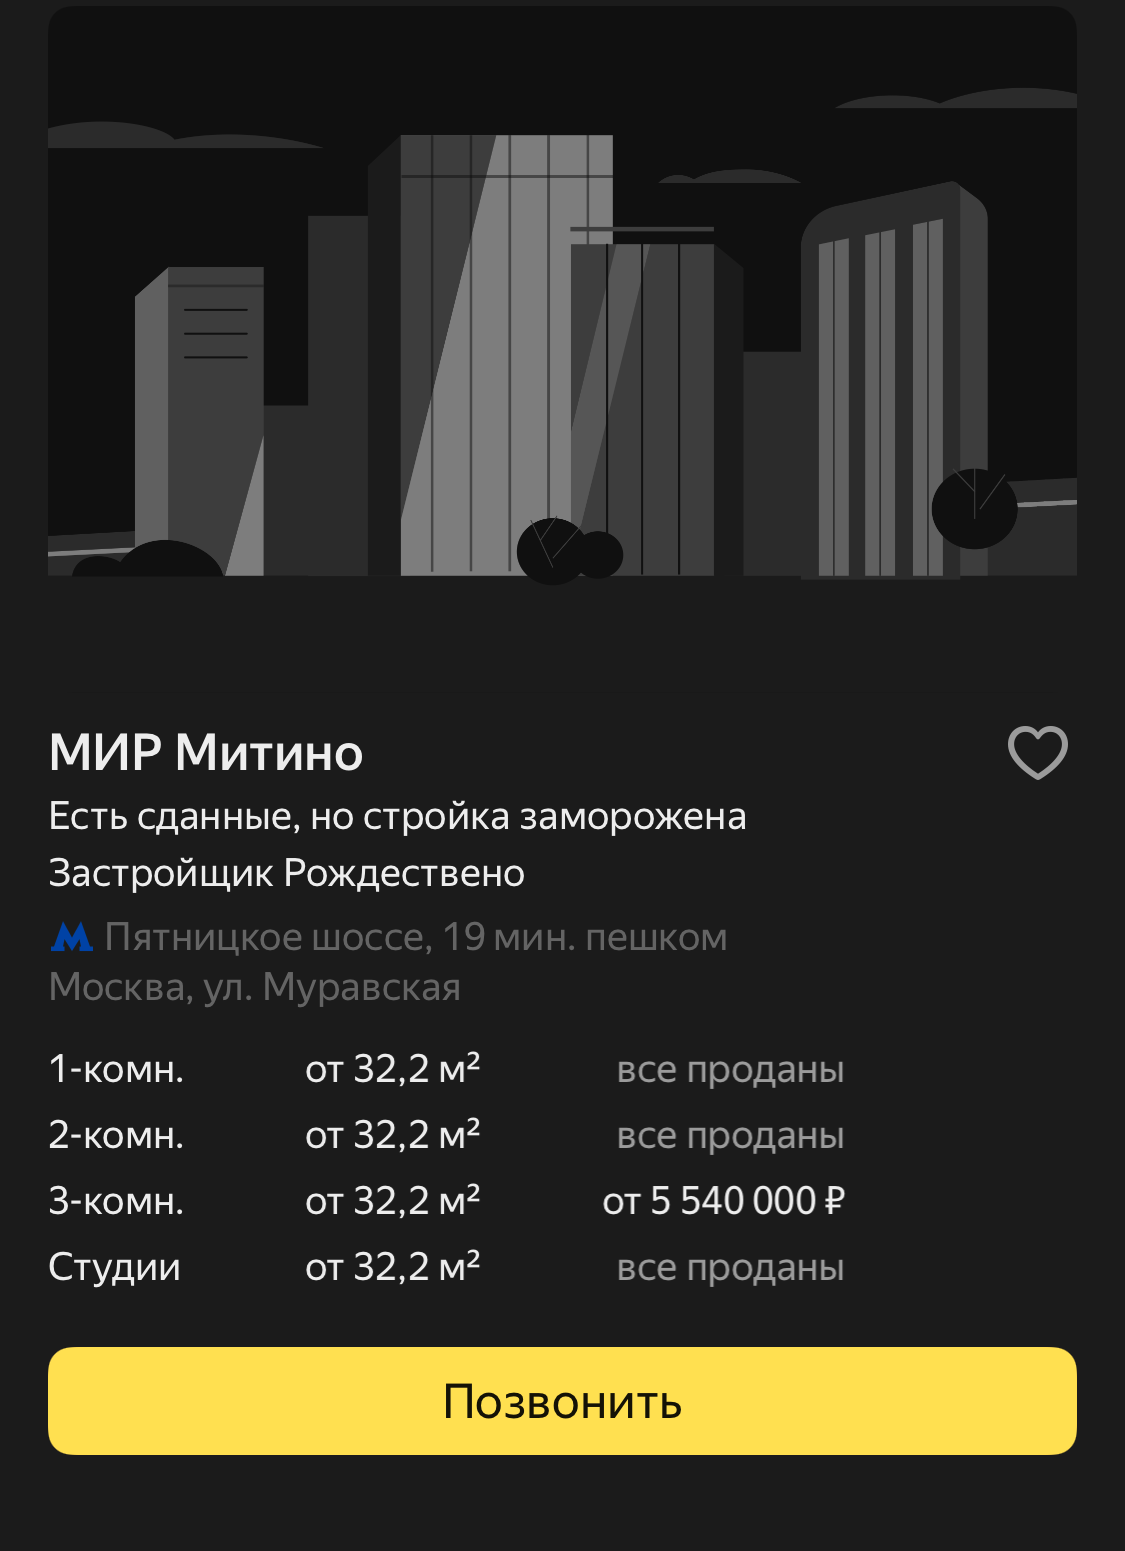 МИР Митино
Есть сданные, но стройка заморожена
Застройщик Рождествено
Пятницкое шоссе, 19 мин. пешком
Москва, ул. Муравская
1-комн. от 32,2 м² все проданы
2-комн. от 32,2 м² все проданы
3-комн. от 32,2 м² от 5 540 000 ₽
Студии от 32,2 м² все проданы
Позвонить